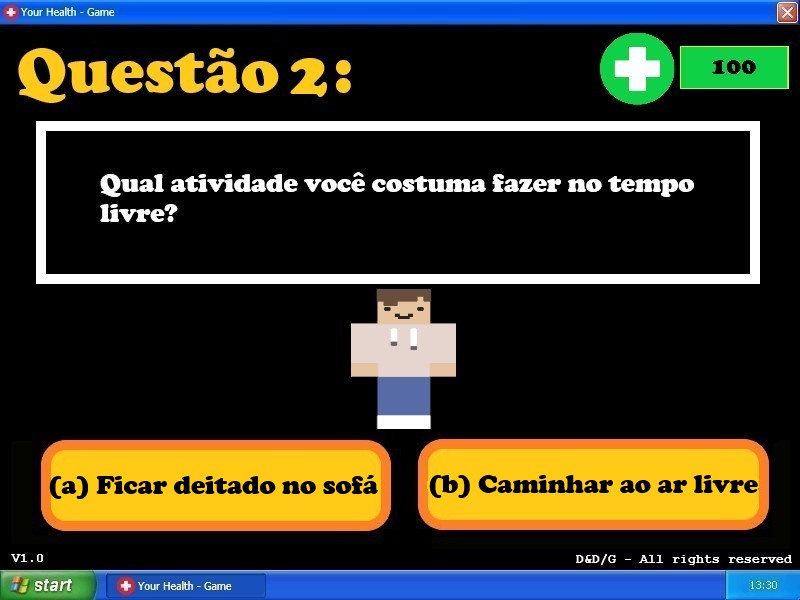 Your Health - Game
Questão 2:
100
Qual atividade você costuma fazer no tempo
livre?
(a) Ficar deitado no sofá
(b) Caminhar ao ar livre
V1.0
D&D/G - All rights reserved
start
Your Health - Game
13:30